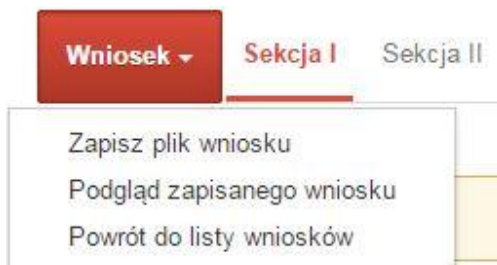 Wniosek Sekcja I Sekcja II
Zapisz plik wniosku
Podgląd zapisanego wniosku
Powrót do listy wniosków